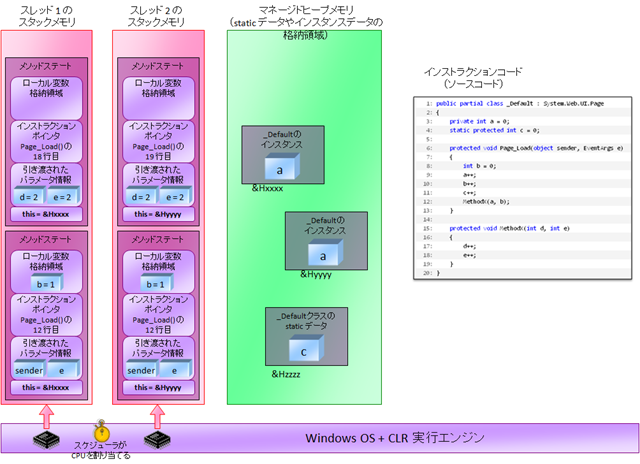 スレッド1の
スタックメモリ
メソッドステート
ローカル変数
格納領域
インストラクション
ポインタ
Page_Load()の
18行目
引き渡された
パラメータ情報
d = 2
e = 2
this = &Hxxxx
メソッドステート
ローカル変数
格納領域
b = 1
インストラクション
ポインタ
Page_Load()の
12行目
引き渡された
パラメータ情報
sender
e
this = &Hxxxx
スレッド2の
スタックメモリ
メソッドステート
ローカル変数
格納領域
インストラクション
ポインタ
Page_Load()の
19行目
引き渡された
パラメータ情報
d = 2
e = 2
this = &Hyyyy
メソッドステート
ローカル変数
格納領域
b = 1
インストラクション
ポインタ
Page_Load()の
12行目
引き渡された
パラメータ情報
sender
e
this = &Hyyyy
マネージドヒープメモリ
(static データやインスタンスデータの
格納領域)
_Defaultの
インスタンス
a
&Hxxxx
_Defaultの
インスタンス
a
&Hyyyy
_Defaultクラスの
static データ
C
&Hzzzz
インストラクションコード
(ソースコード)
1: public partial class _Default : System.Web.UI.Page
2: {
3: private int a = 0;
4: static protected int c = 0;
5:
6: protected void Page_Load(object sender, EventArgs e)
7: {
8: int b = 0;
9: a++;
10: b++;
11: c++;
12: MethodX(a, b);
13: }
14:
15: protected void MethodX(int d, int e)
16: {
17: d++;
18: e++;
19: }
20: }
スケジューラが
CPUを割り当てる
Windows OS + CLR 実行エンジン